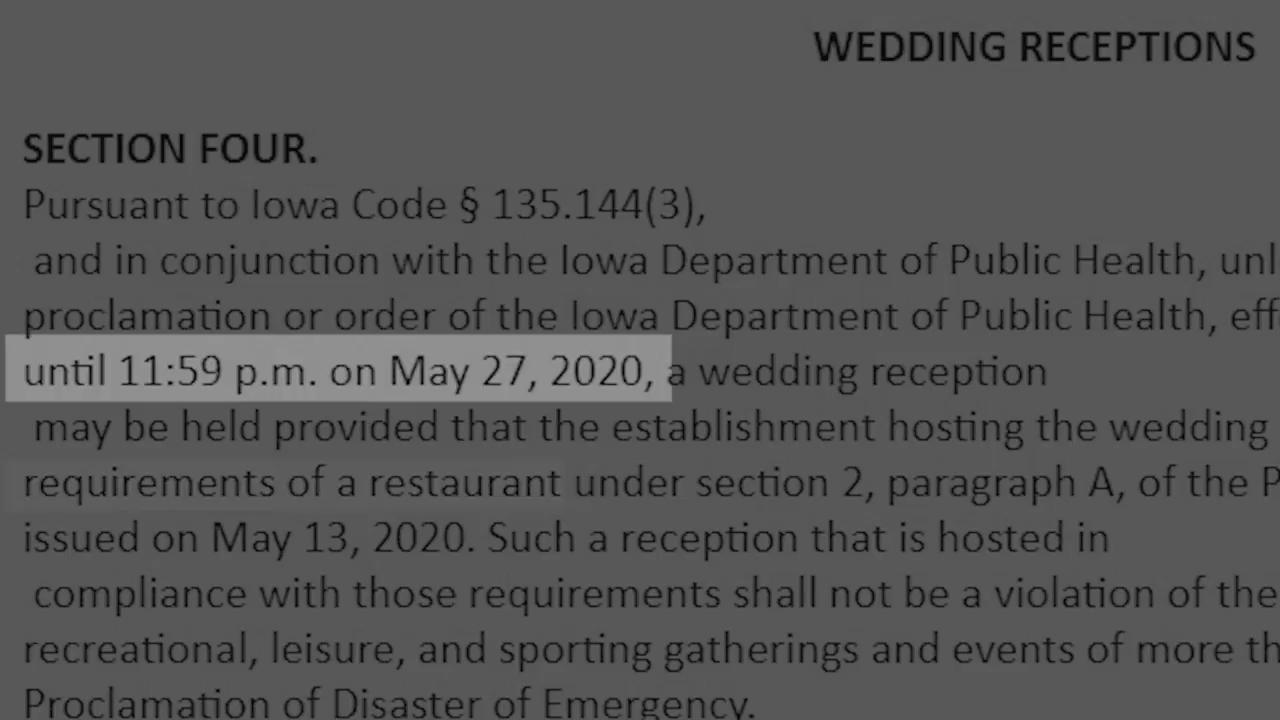 WEDDING RECEPTIONS
SECTION FOUR.
Pursuant to Iowa Code § 135.144(3),
and in conjunction with the Iowa Department of Public Health,
proclamation or order of the Iowa Department of Public Health,
until 11:59 p.m. on May 27, 2020, a wedding reception
may be held provided that the establishment hosting the wedding
requirements of a restaurant under section 2, paragraph A, of the
issued on May 13, 2020. Such a reception that is hosted in
compliance with those requirements shall not be a violation of the
recreational, leisure, and sporting gatherings and events of more
Proclamation of Disaster of Emergency.